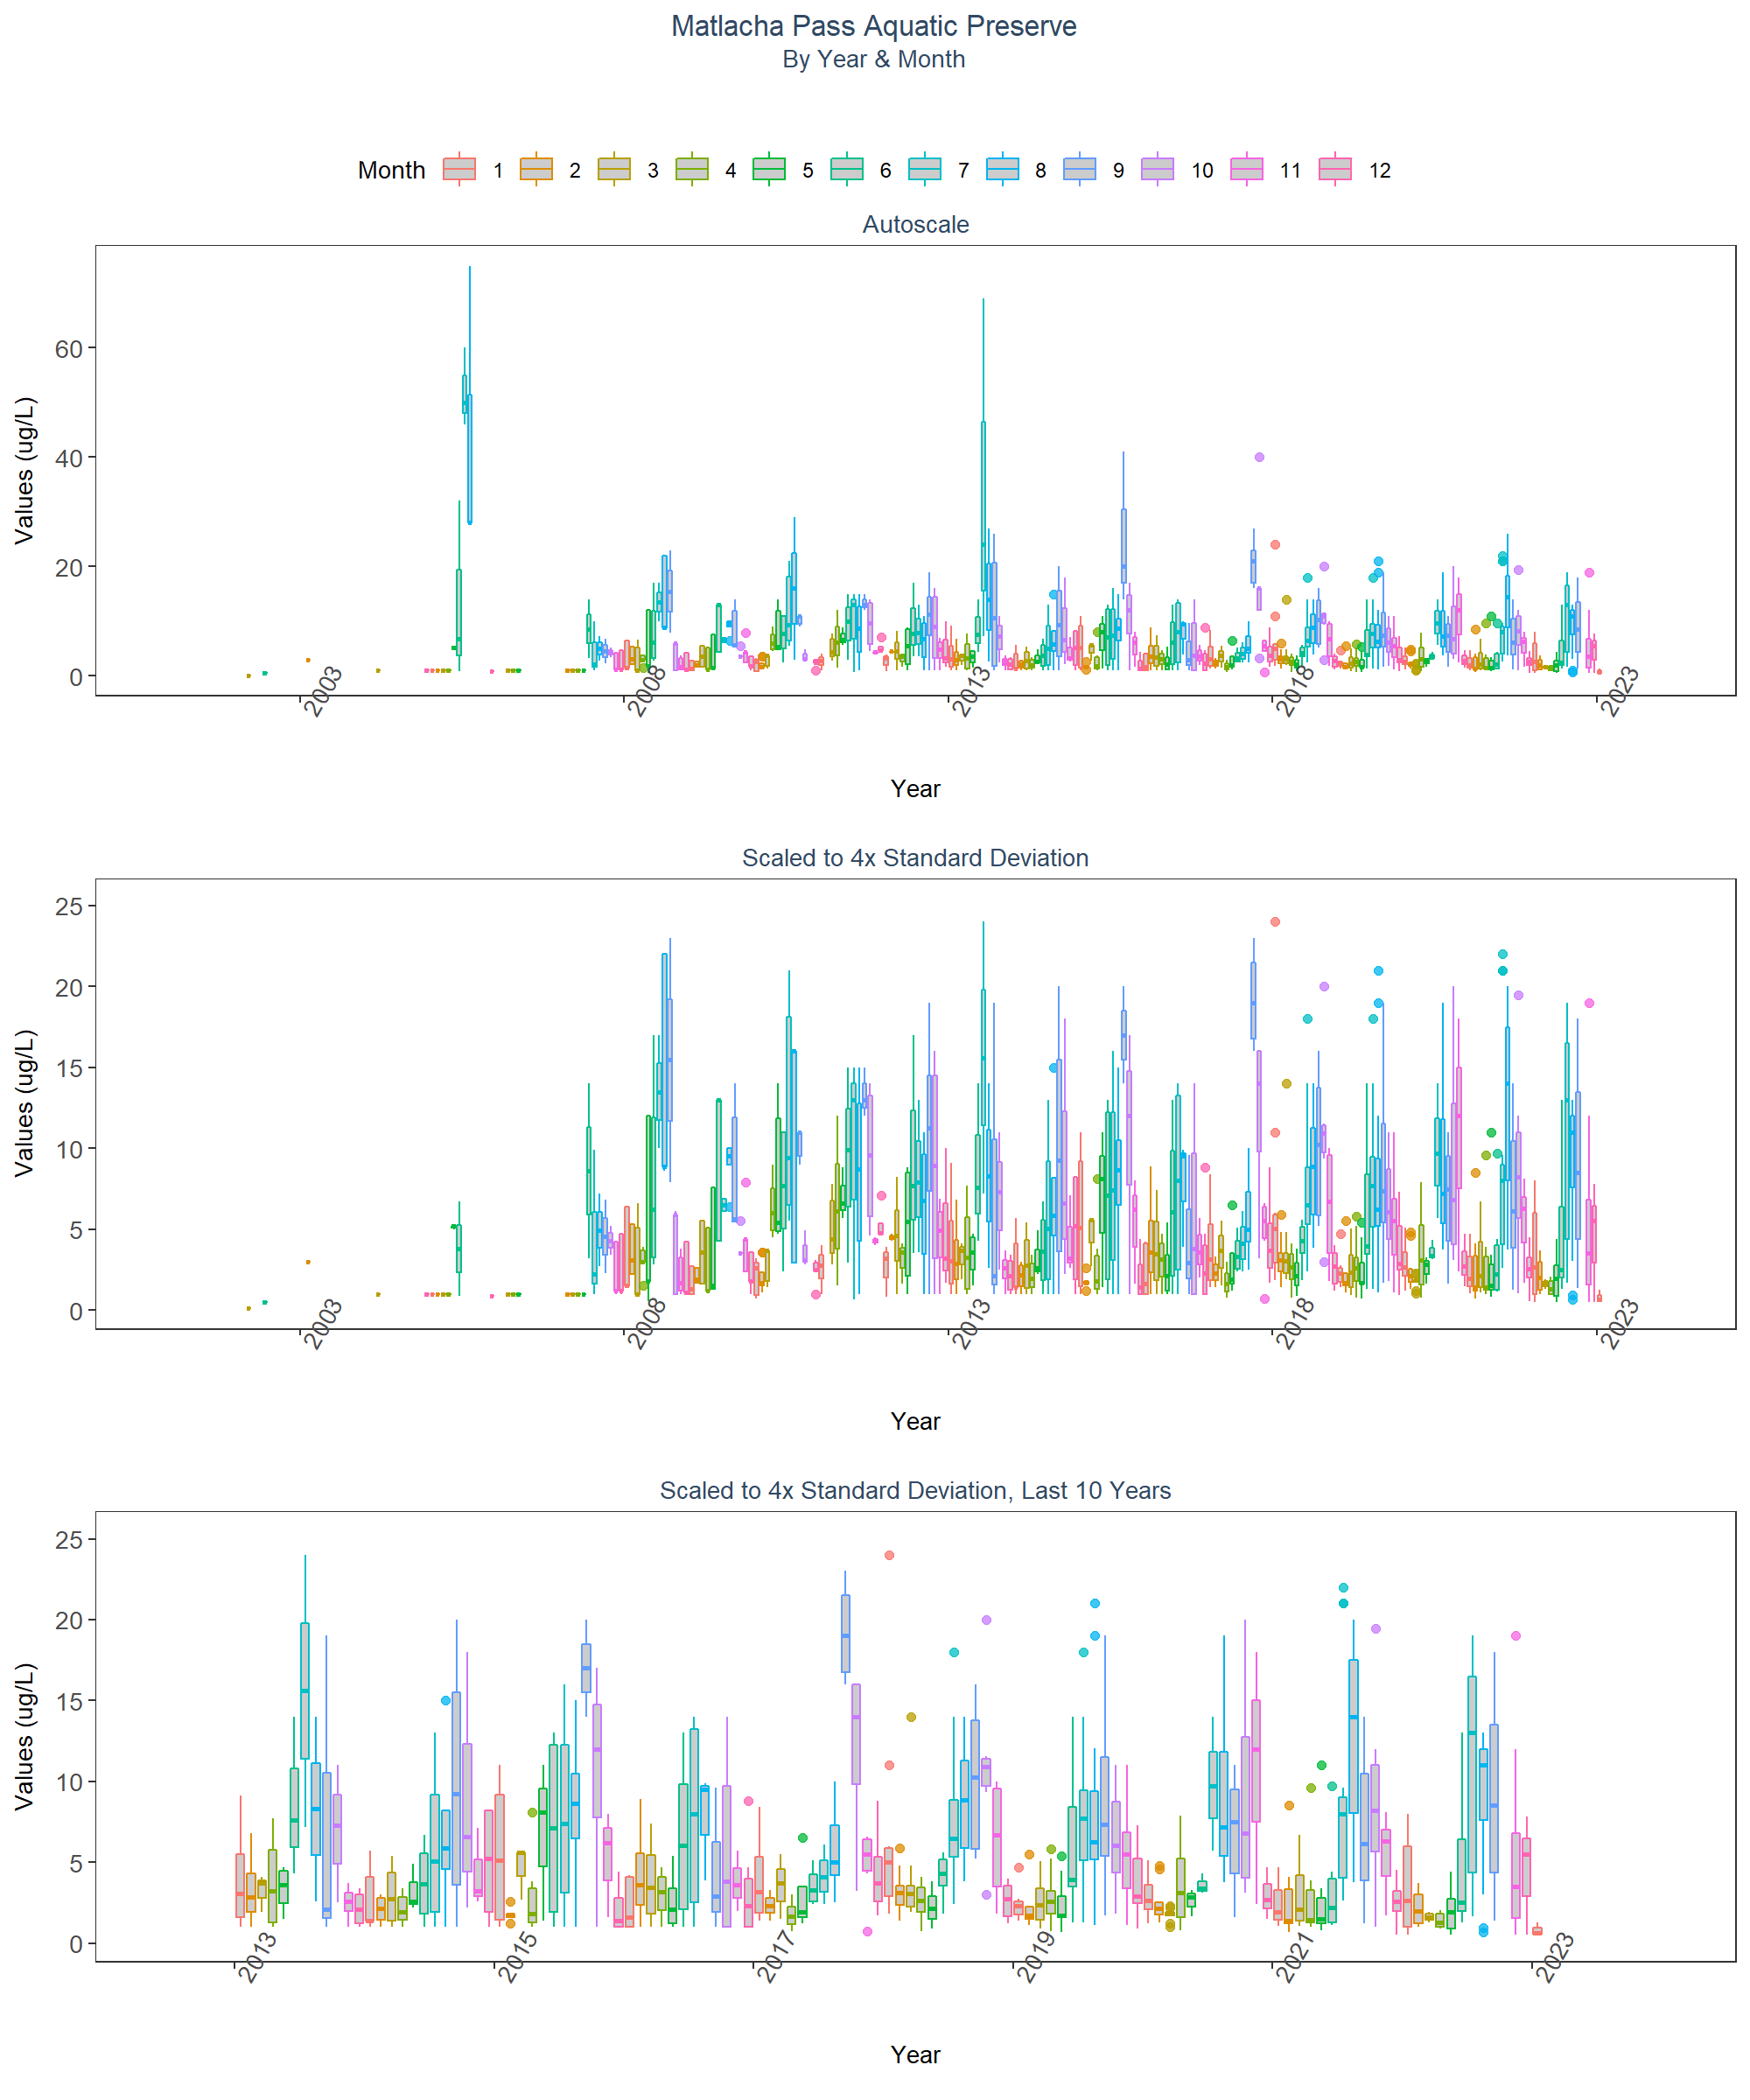 Matlacha Pass Aquatic Preserve
By Year & Month
Month 1 2 3 4 5 6 7 8 9 10 11 12
Autoscale
Values (ug/L)
60
40
20
0
2003 2008 2013 2018 2023
Year
Scaled to 4x Standard Deviation
Values (ug/L)
25
20
15
10
5
0
2003 2008 2013 2018 2023
Year
Scaled to 4x Standard Deviation, Last 10 Years
Values (ug/L)
25
20
15
10
5
0
2013 2015 2017 2019 2021 2023
Year